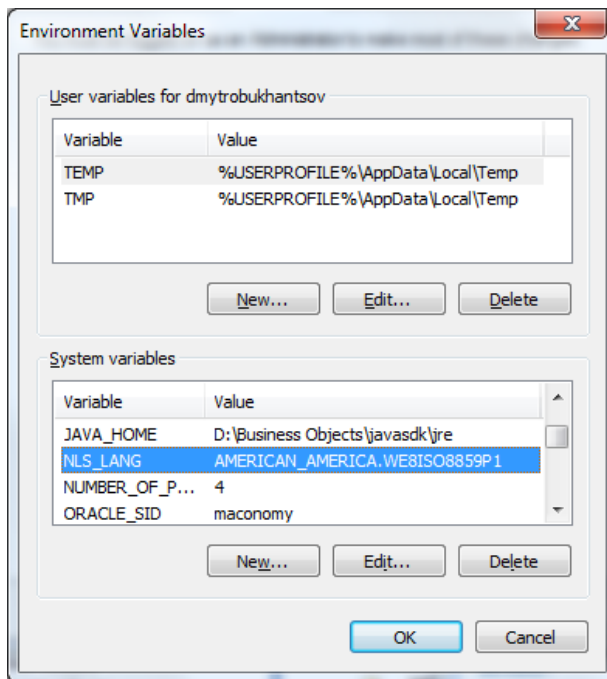 Environment Variables
User variables for dmytrobukhantsov
Variable Value
TEMP %USERPROFILE%\AppData\Local\Temp
TMP %USERPROFILE%\AppData\Local\Temp
New... Edit... Delete
System variables
Variable Value
JAVA_HOME D:\Business Objects\javasdk\jre
NLS_LANG AMERICAN_AMERICA.WE8ISO8859P1
NUMBER_OF_P... 4
ORACLE_SID maconomy
New... Edit... Delete
OK Cancel